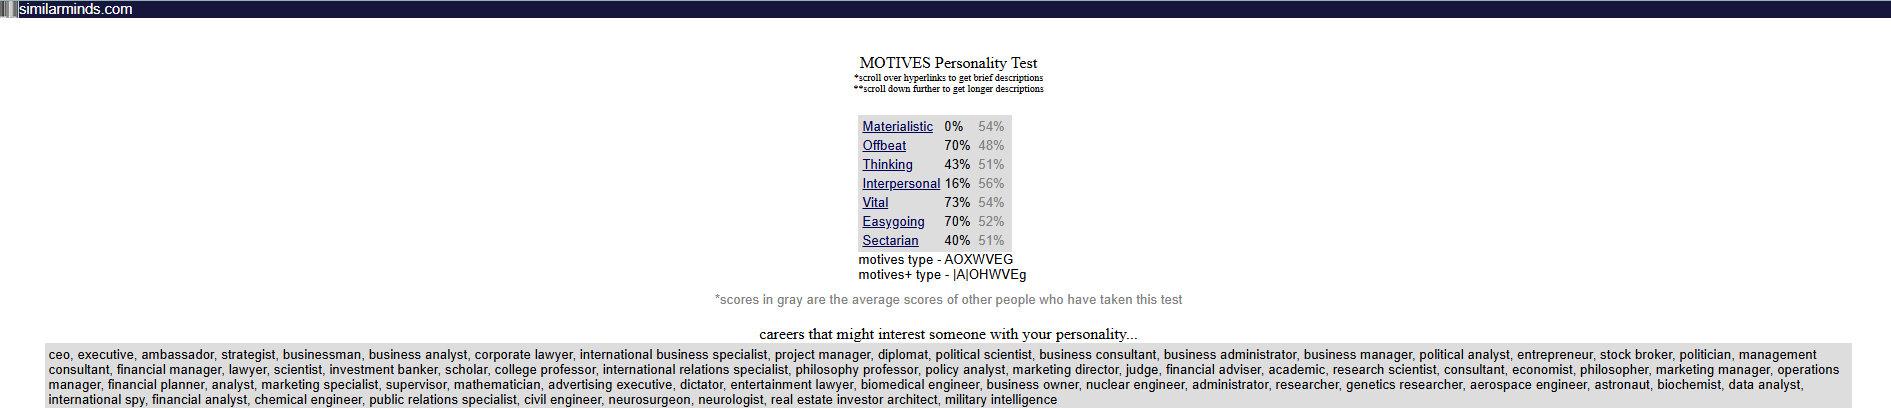 similarminds.com
MOTIVES Personality Test
*scroll over hyperlinks to get brief descriptions
**scroll down further to get longer descriptions
Materialistic 0% 54%
Offbeat 70% 48%
Thinking 43% 51%
Interpersonal 16% 56%
Vital 73% 54%
Easygoing 70% 52%
Sectarian 40% 51%
motives type - AOXWVEG
motives+ type - |A|OHWVEg
*scores in gray are the average scores of other people who have taken this test
careers that might interest someone with your personality...
ceo, executive, ambassador, strategist, businessman, business analyst, corporate lawyer, international business specialist, project manager, diplomat, political scientist, business consultant, business administrator, business manager, political analyst, entrepreneur, stock broker, politician, management
consultant, financial manager, lawyer, scientist, investment banker, scholar, college professor, international relations specialist, philosophy professor, policy analyst, marketing director, judge, financial adviser, academic, research scientist, consultant, economist, philosopher, marketing manager, operations
manager, financial planner, analyst, marketing specialist, supervisor, mathematician, advertising executive, dictator, entertainment lawyer, biomedical engineer, business owner, nuclear engineer, administrator, researcher, genetics researcher, aerospace engineer, astronaut, biochemist, data analyst,
international spy, financial analyst, chemical engineer, public relations specialist, civil engineer, neurosurgeon, neurologist, real estate investor architect, military intelligence